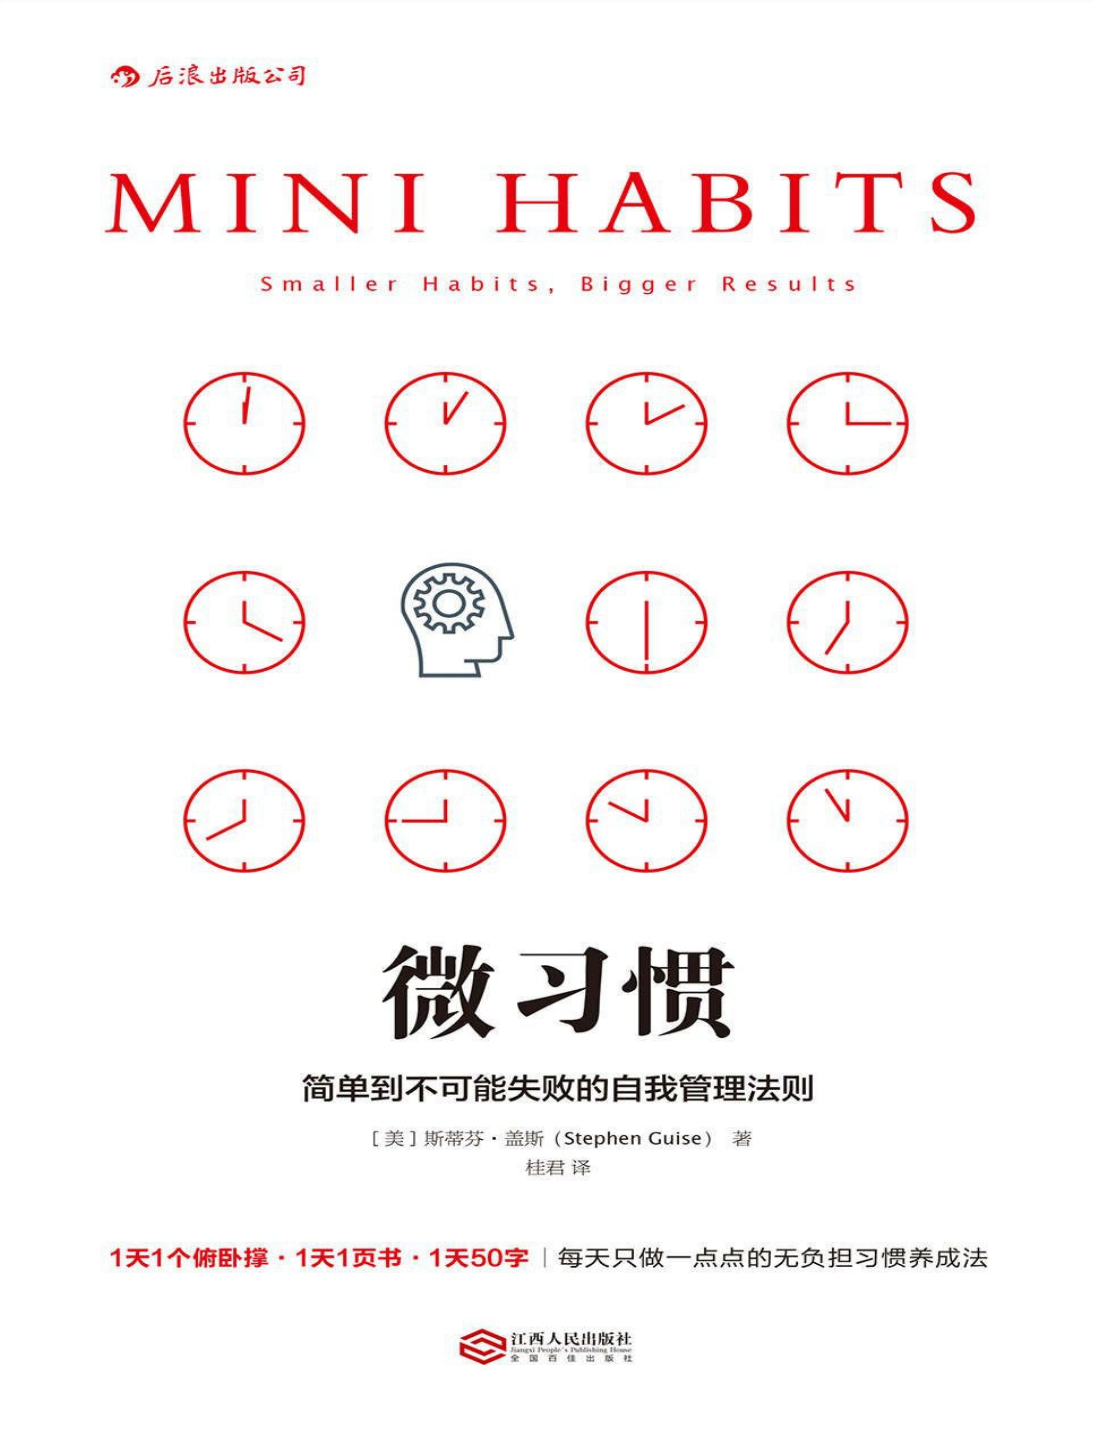 后浪出版公司
MINI HABITS
Smaller Habits, Bigger Results
微习惯
简单到不可能失败的自我管理法则
［美］斯蒂芬·盖斯（Stephen Guise） 著
桂君 译
1天1个俯卧撑·1天1页书·1天50字｜每天只做一点点的无负担习惯养成法
江西人民出版社
Jiangxi People's Publishing House
全国百佳出版社